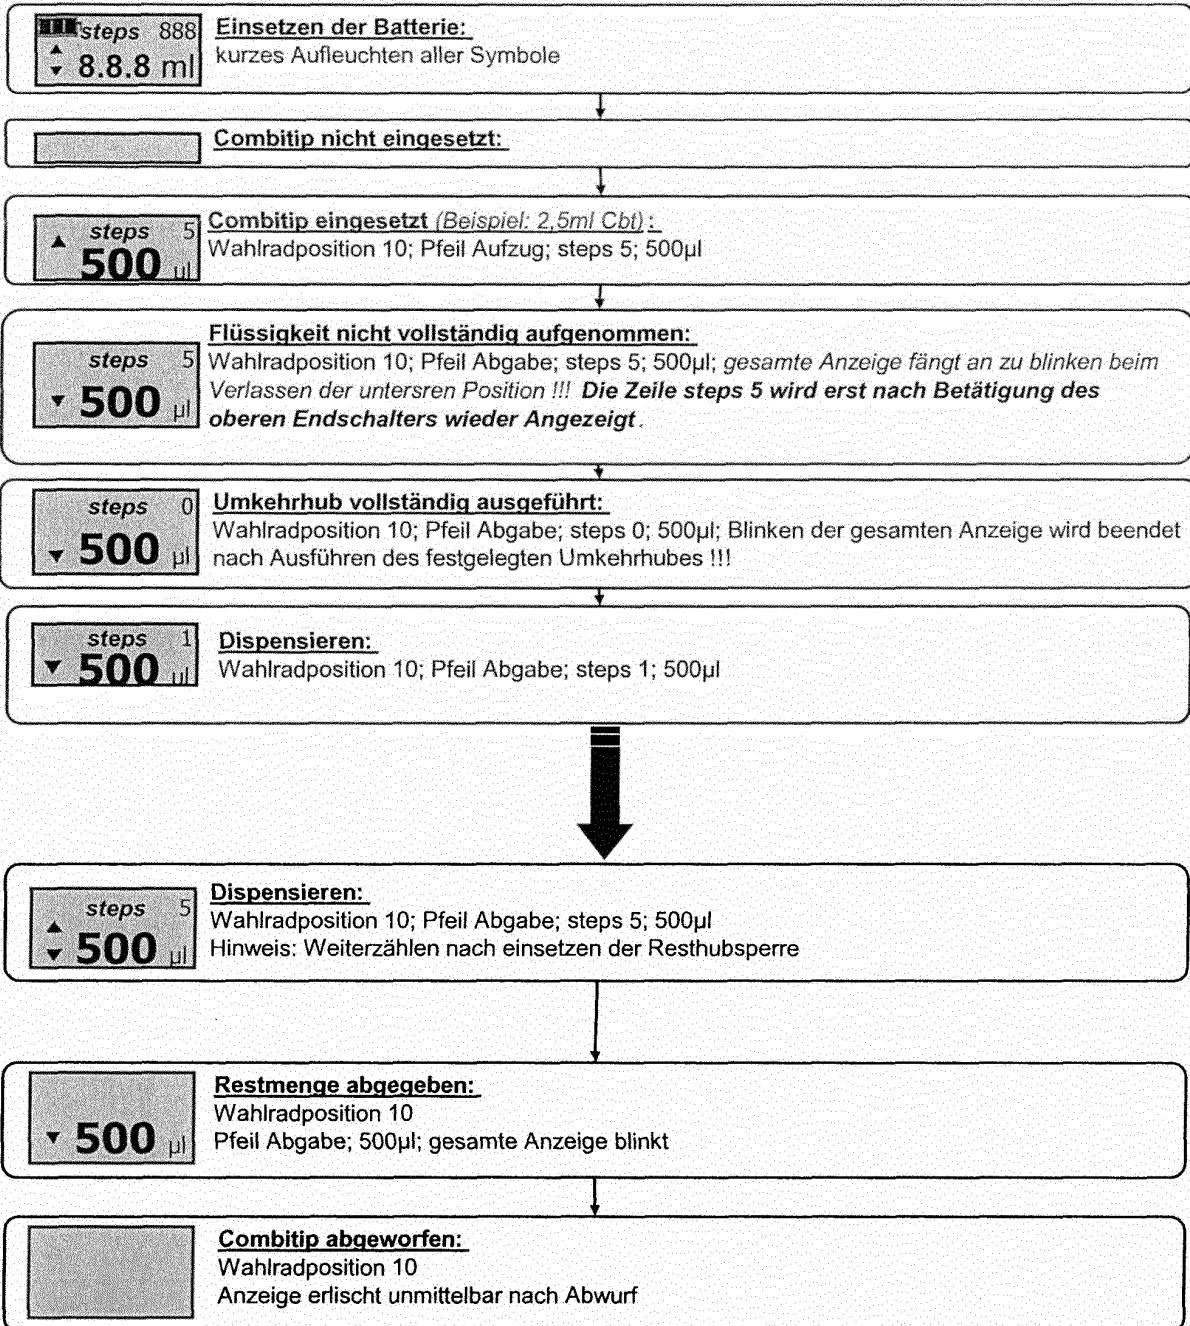 steps 888
8.8.8 ml
Einsetzen der Batterie:
kurzes Aufleuchten aller Symbole
Combitip nicht eingesetzt:
steps 5
500 µl
Combitip eingesetzt (Beispiel: 2,5ml Cbt):
Wahlradposition 10; Pfeil Aufzug; steps 5; 500µl
steps 5
500 µl
Flüssigkeit nicht vollständig aufgenommen:
Wahlradposition 10; Pfeil Abgabe; steps 5; 500µl; gesamte Anzeige fängt an zu blinken beim
Verlassen der untersren Position !!! Die Zeile steps 5 wird erst nach Betätigung des
oberen Endschalters wieder Angezeigt.
steps 0
500 µl
Umkehrhub vollständig ausgeführt:
Wahlradposition 10; Pfeil Abgabe; steps 0; 500µl; Blinken der gesamten Anzeige wird beendet
nach Ausführen des festgelegten Umkehrhubes !!!
steps 1
500 µl
Dispensieren:
Wahlradposition 10; Pfeil Abgabe; steps 1; 500µl
steps 5
500 µl
Dispensieren:
Wahlradposition 10; Pfeil Abgabe; steps 5; 500µl
Hinweis: Weiterzählen nach einsetzen der Resthubsperre
500 µl
Restmenge abgegeben:
Wahlradposition 10
Pfeil Abgabe; 500µl; gesamte Anzeige blinkt
Combitip abgeworfen:
Wahlradposition 10
Anzeige erlischt unmittelbar nach Abwurf